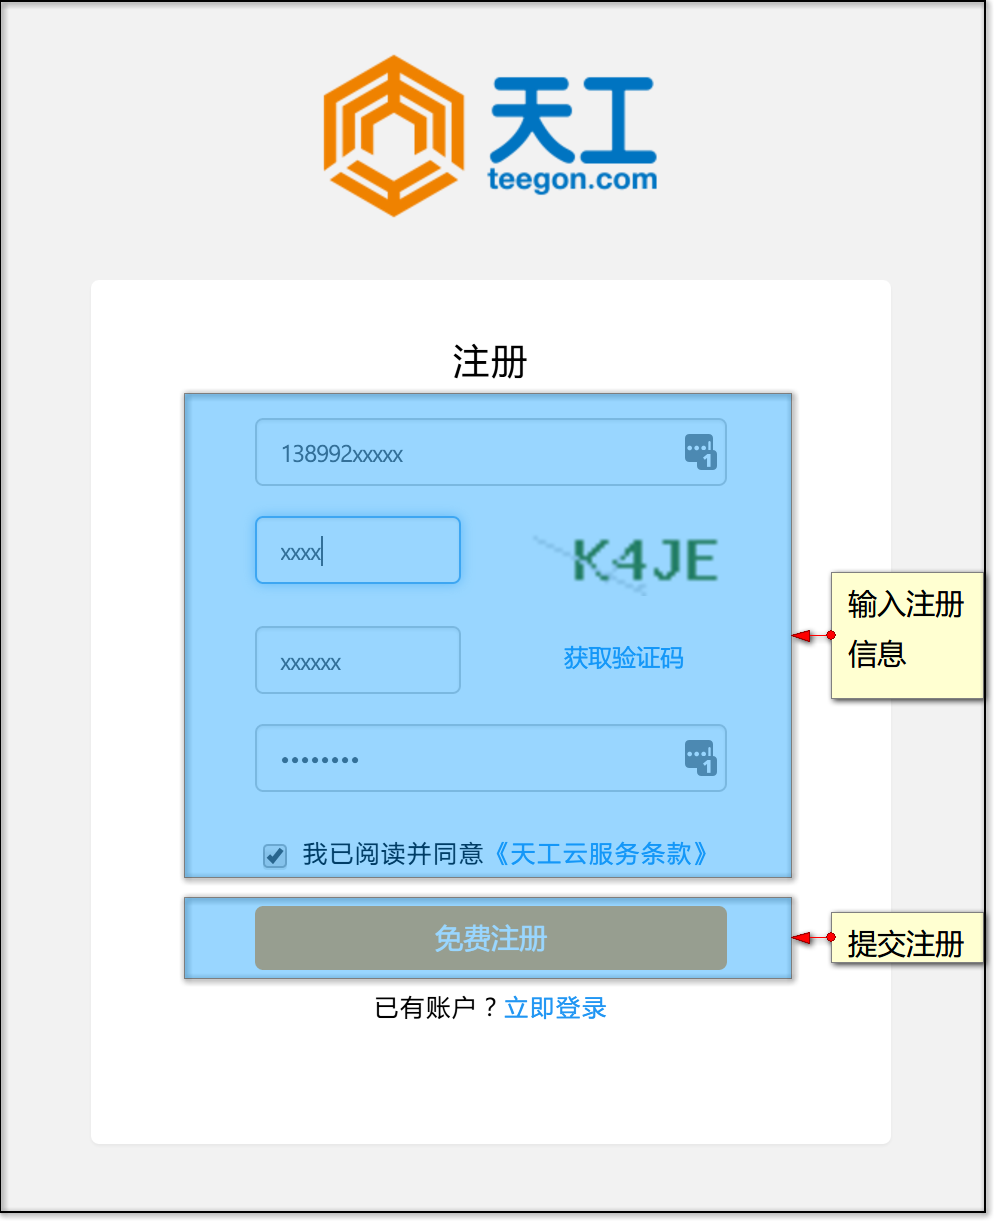 天工
teegon.com
注册
138992xxxxx
xxxx
K4JE
xxxxxx
获取验证码
••••••••
我已阅读并同意《天工云服务条款》
免费注册
已有账户？立即登录
输入注册
信息
提交注册